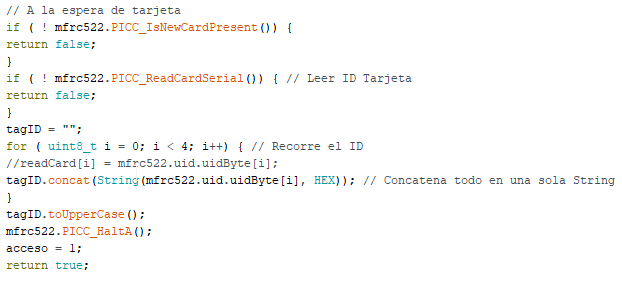 // A la espera de tarjeta
if ( ! mfrc522.PICC_IsNewCardPresent()) {
return false;
}
if ( ! mfrc522.PICC_ReadCardSerial()) { // Leer ID Tarjeta
return false;
}
tagID = "";
for ( uint8_t i = 0; i < 4; i++) { // Recorre el ID
//readCard[i] = mfrc522.uid.uidByte[i];
tagID.concat(String(mfrc522.uid.uidByte[i], HEX)); // Concatena todo en una sola String
}
tagID.toUpperCase();
mfrc522.PICC_HaltA();
acceso = 1;
return true;